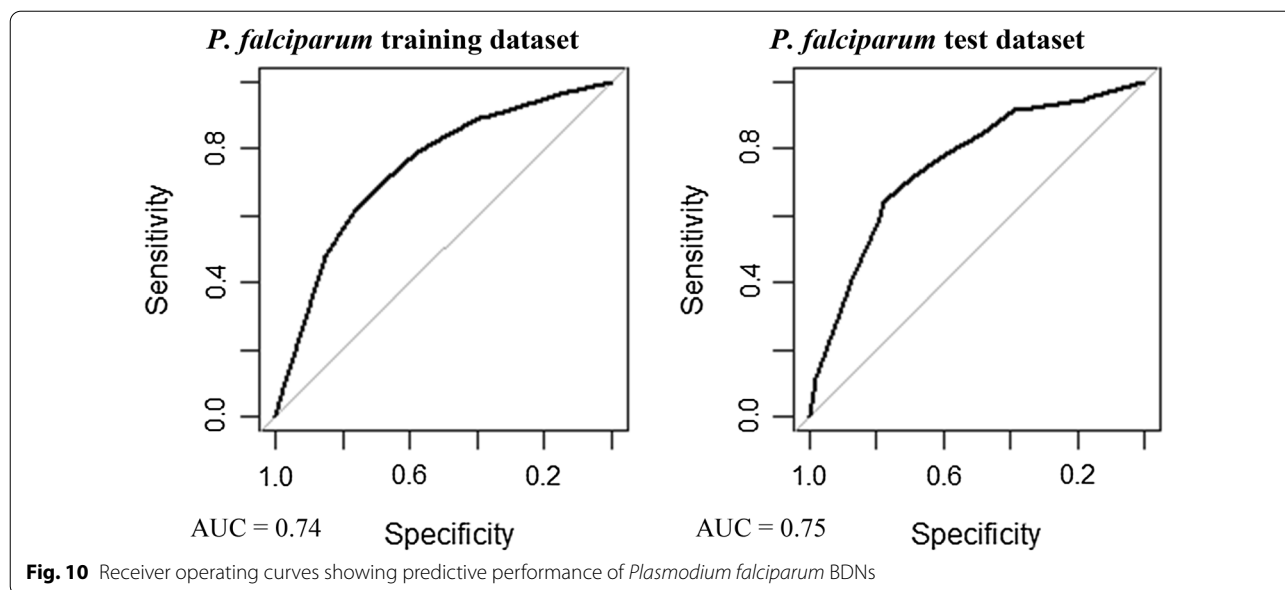 P. falciparum training dataset
Sensitivity
0.0 0.4 0.8
1.0 0.6 0.2
AUC = 0.74 Specificity
P. falciparum test dataset
Sensitivity
0.0 0.4 0.8
1.0 0.6 0.2
AUC = 0.75 Specificity
Fig. 10 Receiver operating curves showing predictive performance of Plasmodium falciparum BDNs